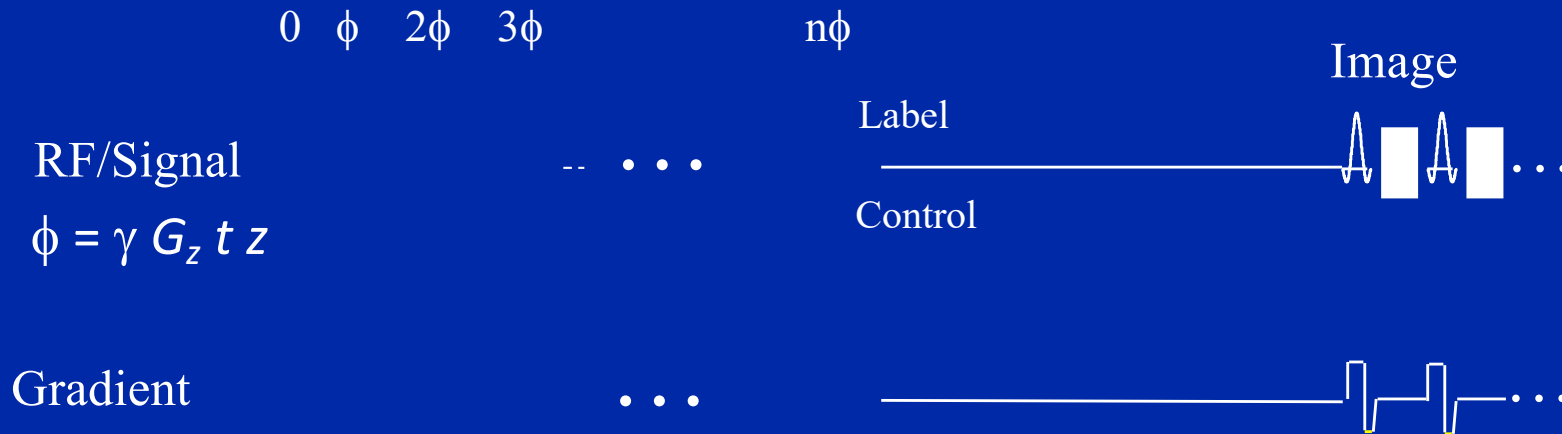 0 ϕ 2ϕ 3ϕ nϕ
Image
Label
RF/Signal -- • • • • • •
Control
ϕ = γ Gz t z
Gradient • • • • • •